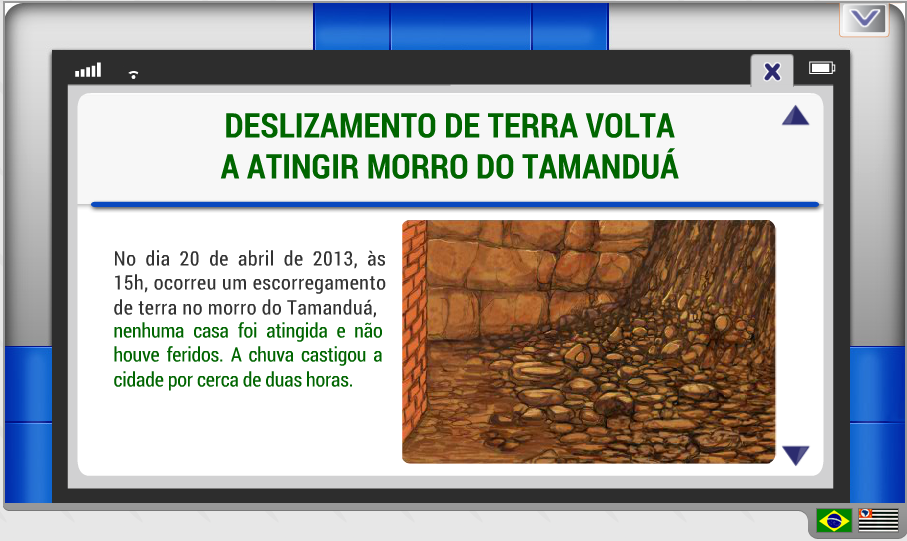 DESLIZAMENTO DE TERRA VOLTA
A ATINGIR MORRO DO TAMANDUÁ
No dia 20 de abril de 2013, às
15h, ocorreu um escorregamento
de terra no morro do Tamanduá,
nenhuma casa foi atingida e não
houve feridos. A chuva castigou a
cidade por cerca de duas horas.